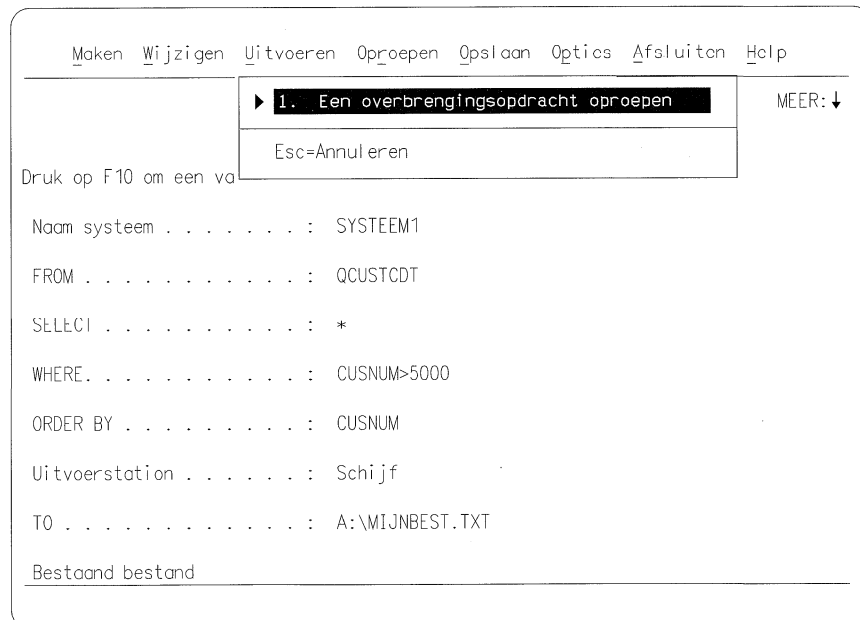 Maken Wijzigen Uitvoeren Oproepen Opslaan Opties Afsluiten Help
▶ 1. Een overbrengingsopdracht oproepen
MEER:↓
Esc=Annuleren
Druk op F10 om een va
Naam systeem . . . . . . . : SYSTEEM1
FROM . . . . . . . . . . . . : QCUSTCDT
SELECT . . . . . . . . . . . : *
WHERE. . . . . . . . . . . . : CUSNUM>5000
ORDER BY . . . . . . . . . . : CUSNUM
Uitvoerstation . . . . . . : Schijf
TO . . . . . . . . . . . . . : A:\MIJNBEST.TXT
Bestaand bestand